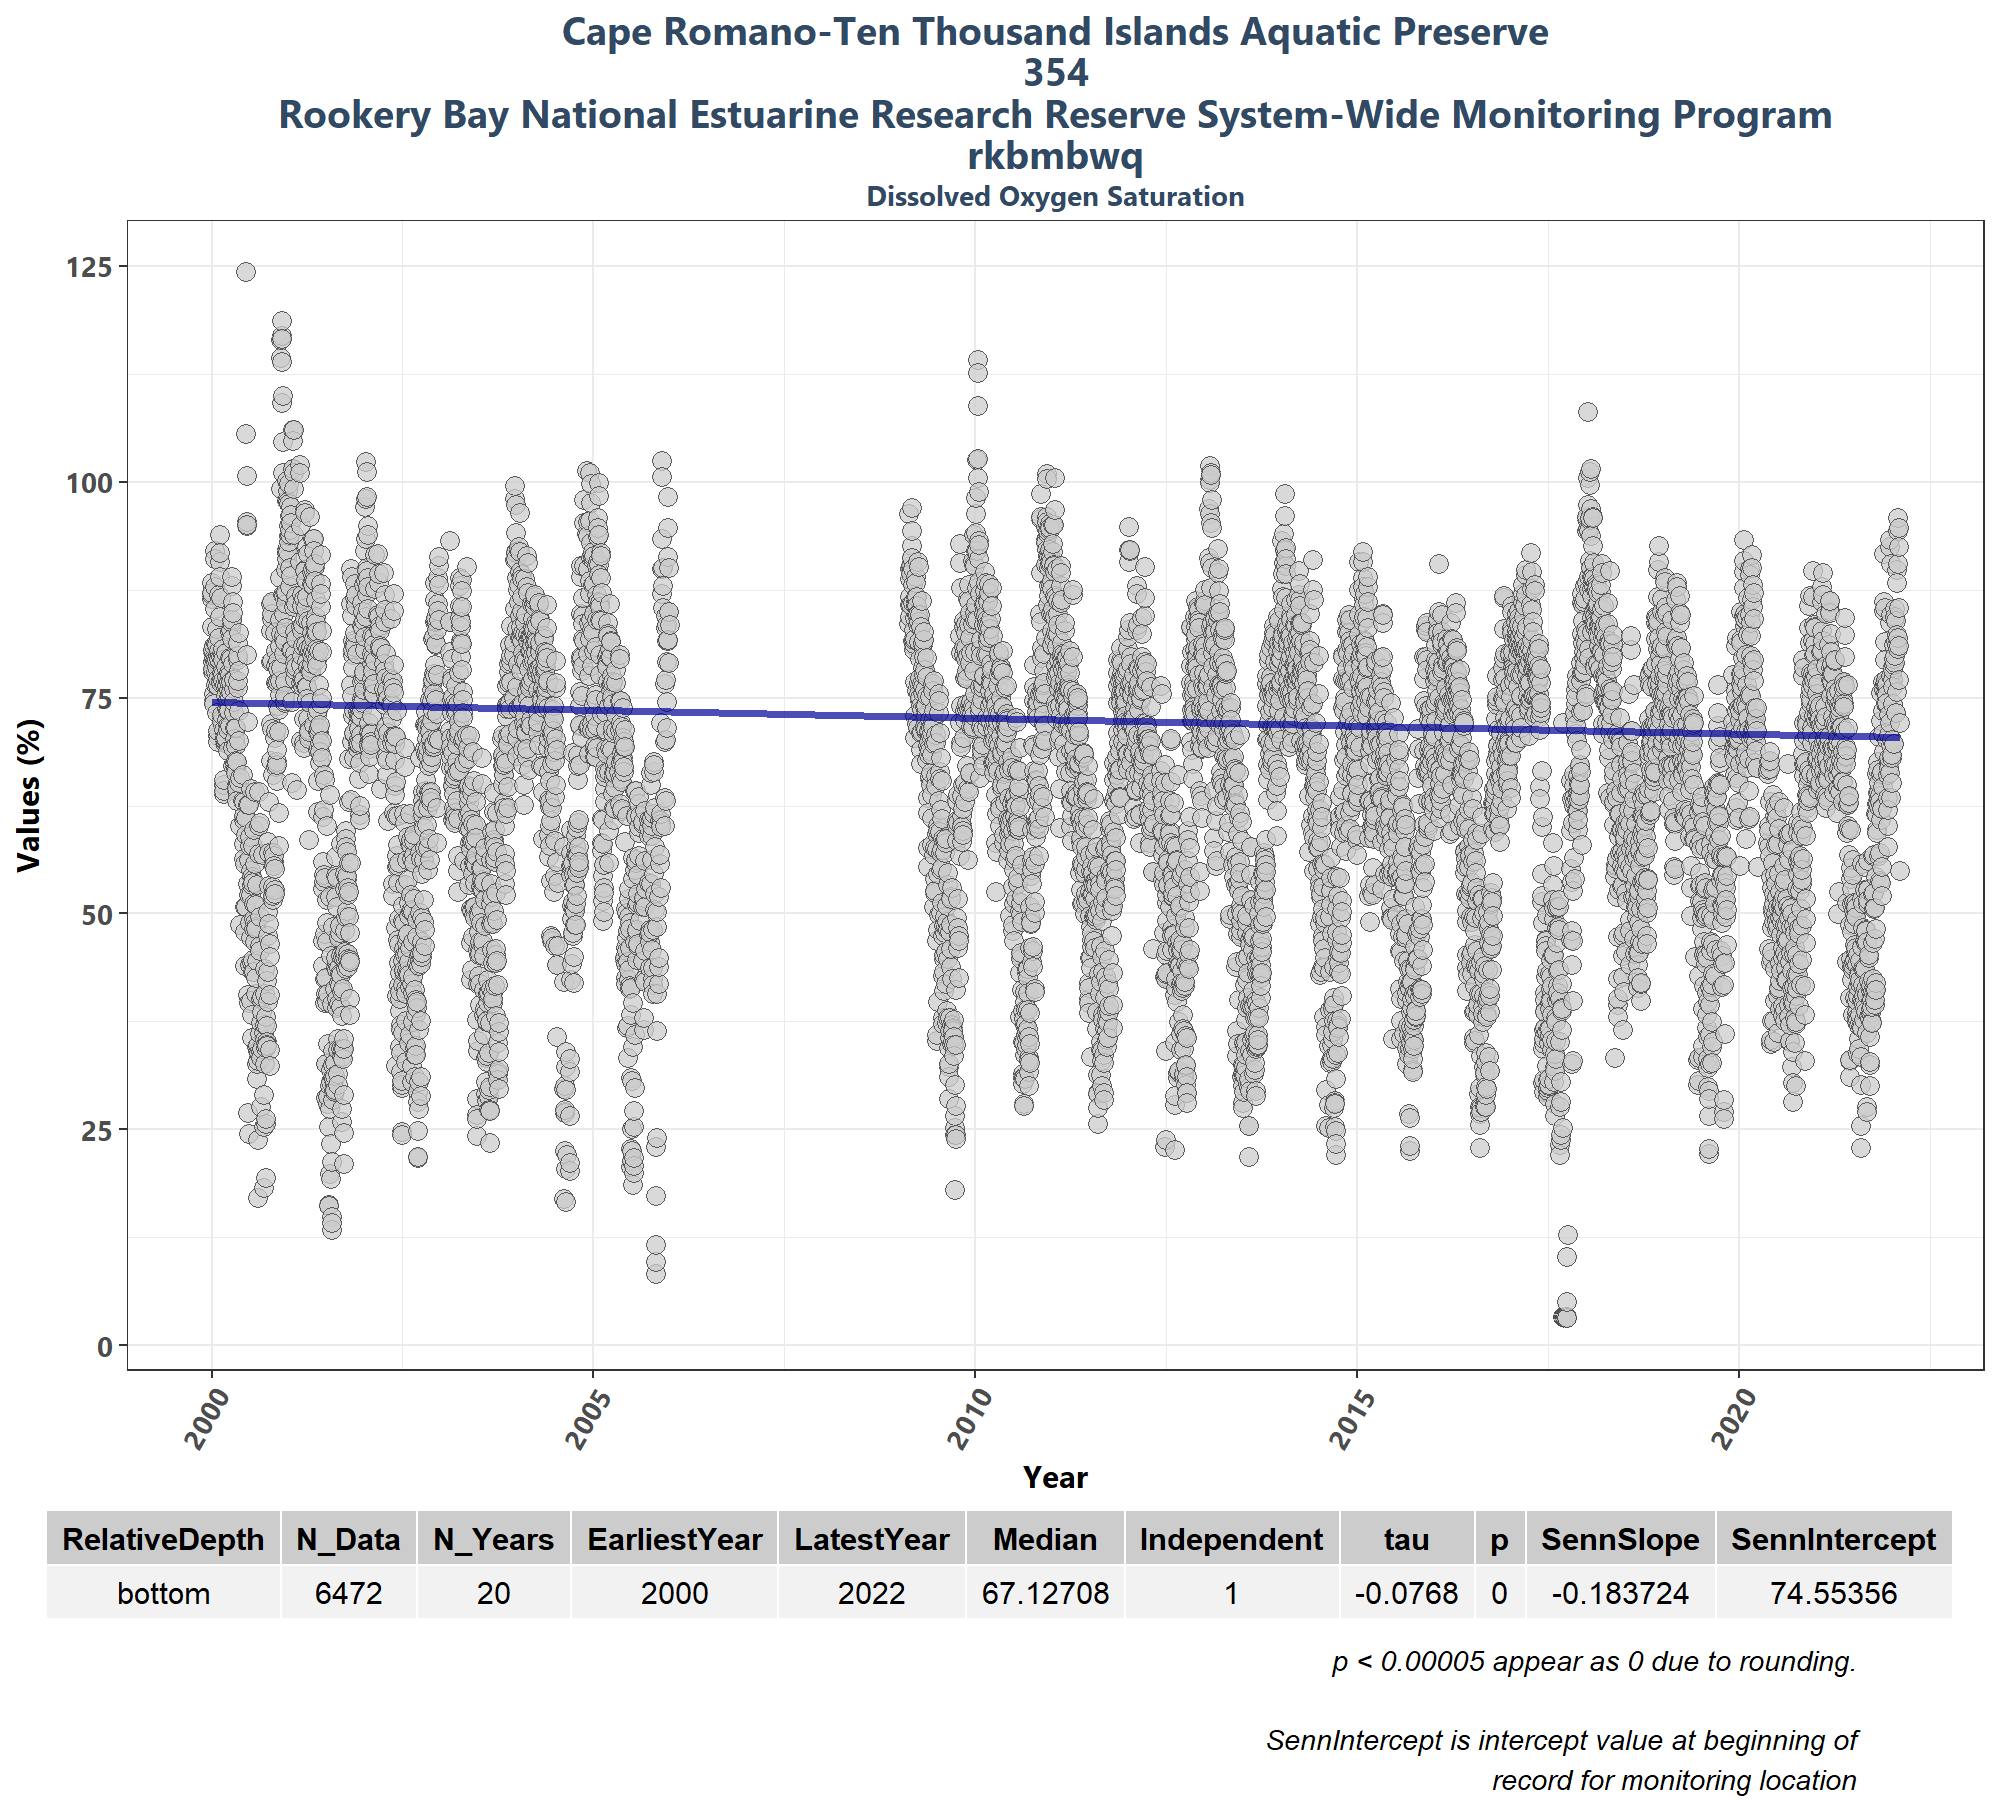 Cape Romano-Ten Thousand Islands Aquatic Preserve
354
Rookery Bay National Estuarine Research Reserve System-Wide Monitoring Program
rkbmbwq
Dissolved Oxygen Saturation
125
100
75
50
25
0
Values (%)
2000
2005
2010
2015
2020
Year
RelativeDepth N_Data N_Years EarliestYear LatestYear Median Independent tau p SennSlope SennIntercept
bottom 6472 20 2000 2022 67.12708 1 -0.0768 0 -0.183724 74.55356
p < 0.00005 appear as 0 due to rounding.
SennIntercept is intercept value at beginning of
record for monitoring location